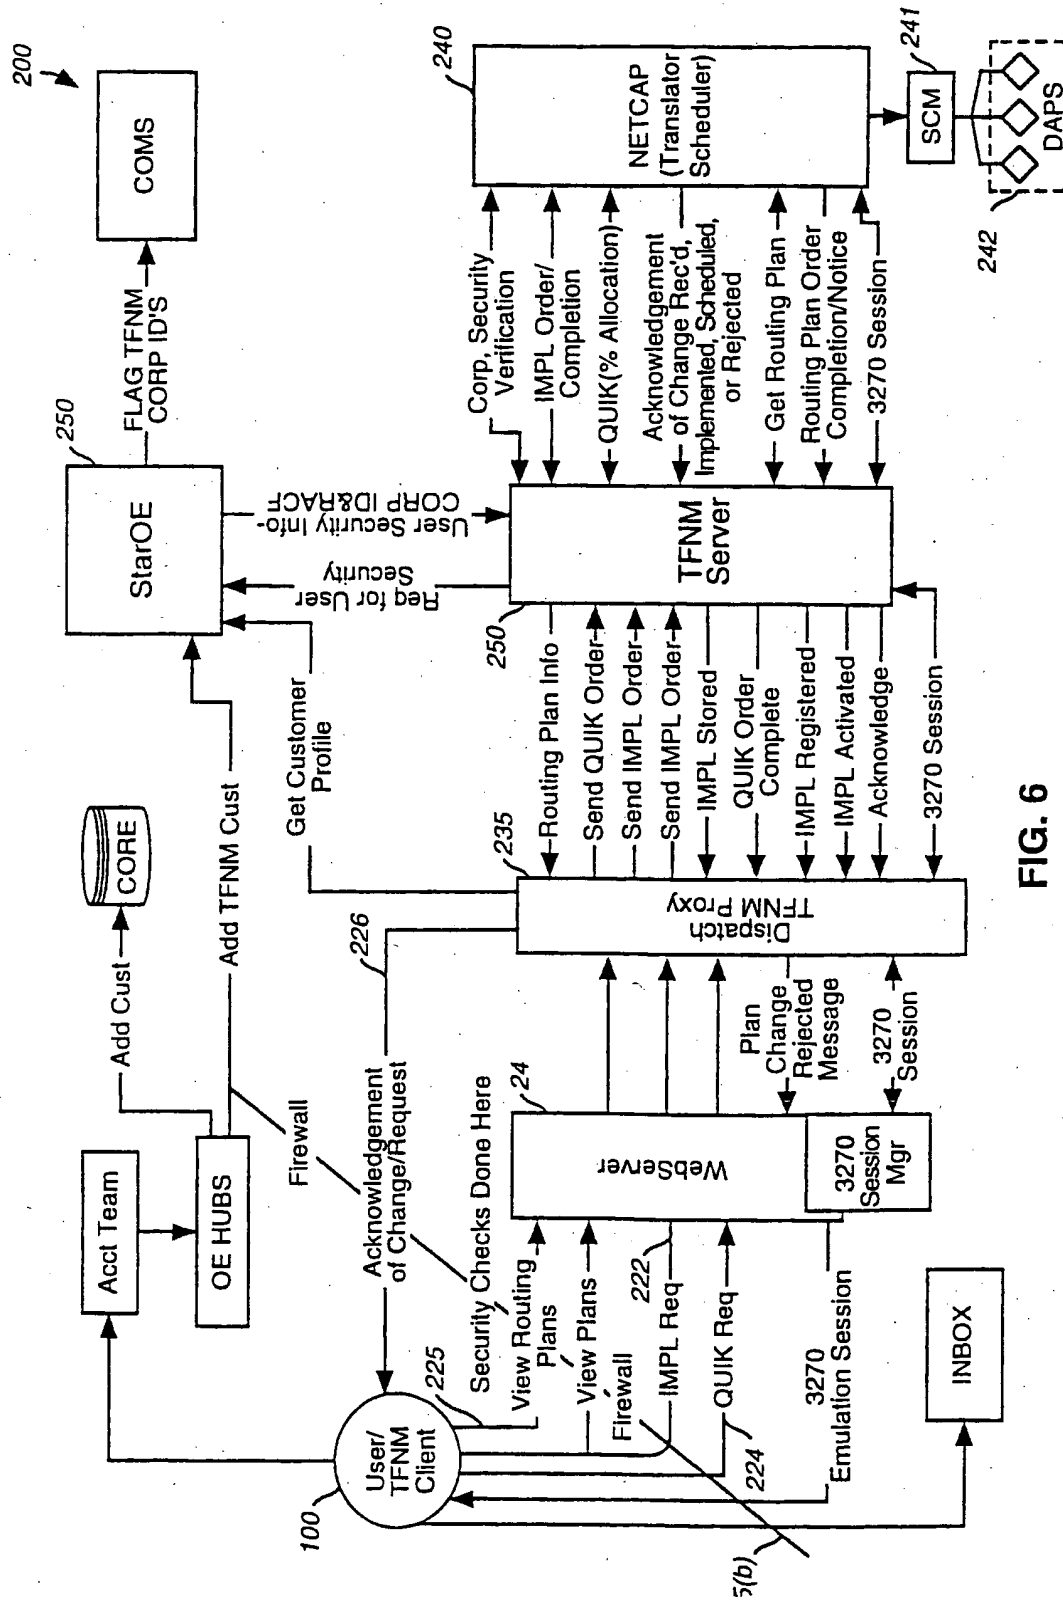 200
COMS
FLAG TFNM
CORP ID'S
250
StarOE
User Security Info-
CORP ID&RACF
Req for User
Security
Get Customer
Profile
CORE
Add Cust
Add TFNM Cust
Acct Team
OE HUBS
Firewall
226
Acknowledgement
of Change/Request
Security Checks Done Here
User/
TFNM
Client
100
225
View Routing
Plans
View Plans
Firewall
IMPL Req
222
QUIK Req
224
3270
Emulation Session
5(b)
INBOX
24
WebServer
3270
Session
Mgr
Plan
Change
Rejected
Message
3270
Session
235
Dispatch
TFNM Proxy
Routing Plan Info
Send QUIK Order
Send IMPL Order
Send IMPL Order
IMPL Stored
QUIK Order
Complete
IMPL Registered
IMPL Activated
Acknowledge
3270 Session
250
TFNM
Server
Corp, Security
Verification
IMPL Order/
Completion
QUIK(% Allocation)
Acknowledgement
of Change Rec'd,
Implemented, Scheduled,
or Rejected
Get Routing Plan
Routing Plan Order
Completion/Notice
3270 Session
240
NETCAP
(Translator
Scheduler)
241
SCM
242
DAPS
FIG. 6